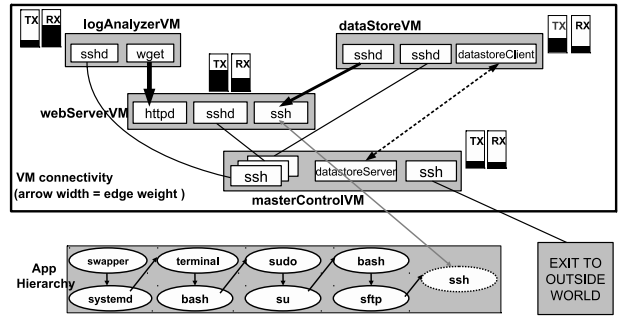 TX RX
logAnalyzerVM
sshd wget
dataStoreVM
sshd sshd datastoreClient
TX RX
TX RX
webServerVM
httpd sshd ssh
TX RX
ssh datastoreServer ssh
masterControlVM
VM connectivity
(arrow width = edge weight )
App
Hierarchy
swapper terminal sudo bash
systemd bash su sftp
ssh
EXIT TO
OUTSIDE
WORLD